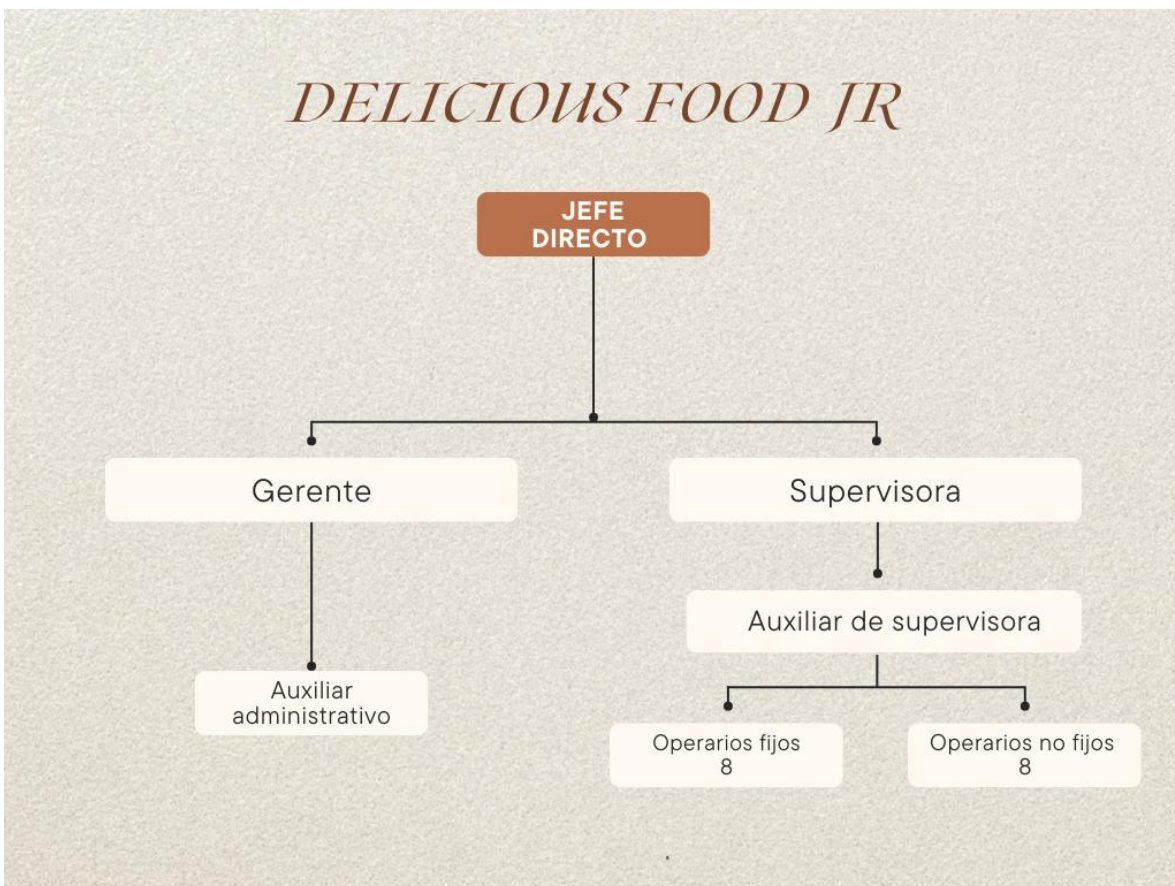 DELICIOUS FOOD JR
JEFE
DIRECTO
Gerente
Supervisora
Auxiliar de supervisora
Auxiliar
administrativo
Operarios fijos
8
Operarios no fijos
8